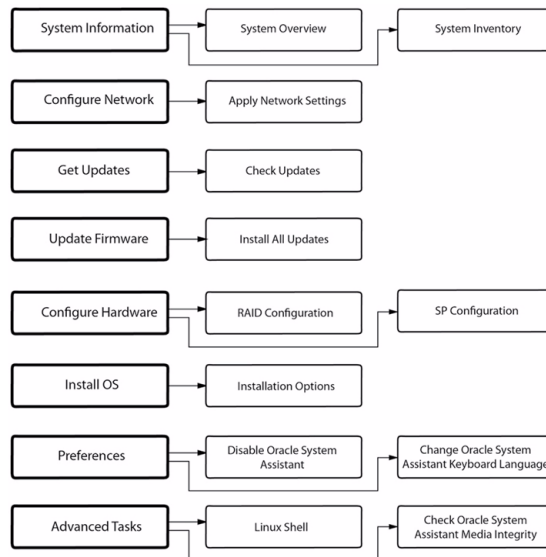 System Information
System Overview
System Inventory
Configure Network
Apply Network Settings
Get Updates
Check Updates
Update Firmware
Install All Updates
Configure Hardware
RAID Configuration
SP Configuration
Install OS
Installation Options
Preferences
Disable Oracle System
Assistant
Change Oracle System
Assistant Keyboard Language
Advanced Tasks
Linux Shell
Check Oracle System
Assistant Media Integrity